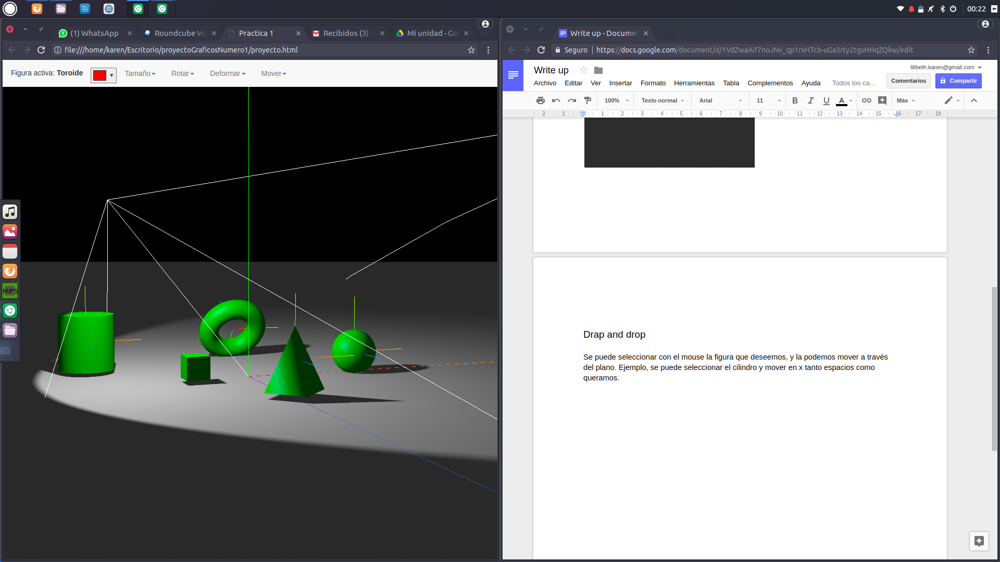 00:22
(1) WhatsApp
Roundcube We
Practica 1
Recibidos (3) -
Mi unidad - Go
file:///home/karen/Escritorio/proyectoGraficosNumero1/proyecto.html
Figura activa: Toroide
Tamaño
Rotar
Deformar
Mover
MIPS
Write up - Documen
Seguro
https://docs.google.com/document/d/1VdZwaAif7noJNv_qp1rxHTcb-uGa3rty2tgsHHqZQkw/edit
Write up
lilibeth.karen@gmail.com
Archivo Editar Ver Insertar Formato Herramientas Tabla Complementos Ayuda Todos los ca…
Comentarios
Compartir
100% Texto normal Arial 11 B I U A Más
2 1 1 2 3 4 5 6 7 8 9 10 11 12 13 14 15 16 17 18
Drap and drop
Se puede seleccionar con el mouse la figura que deseemos, y la podemos mover a través
del plano. Ejemplo, se puede seleccionar el cilindro y mover en x tanto espacios como
queramos.